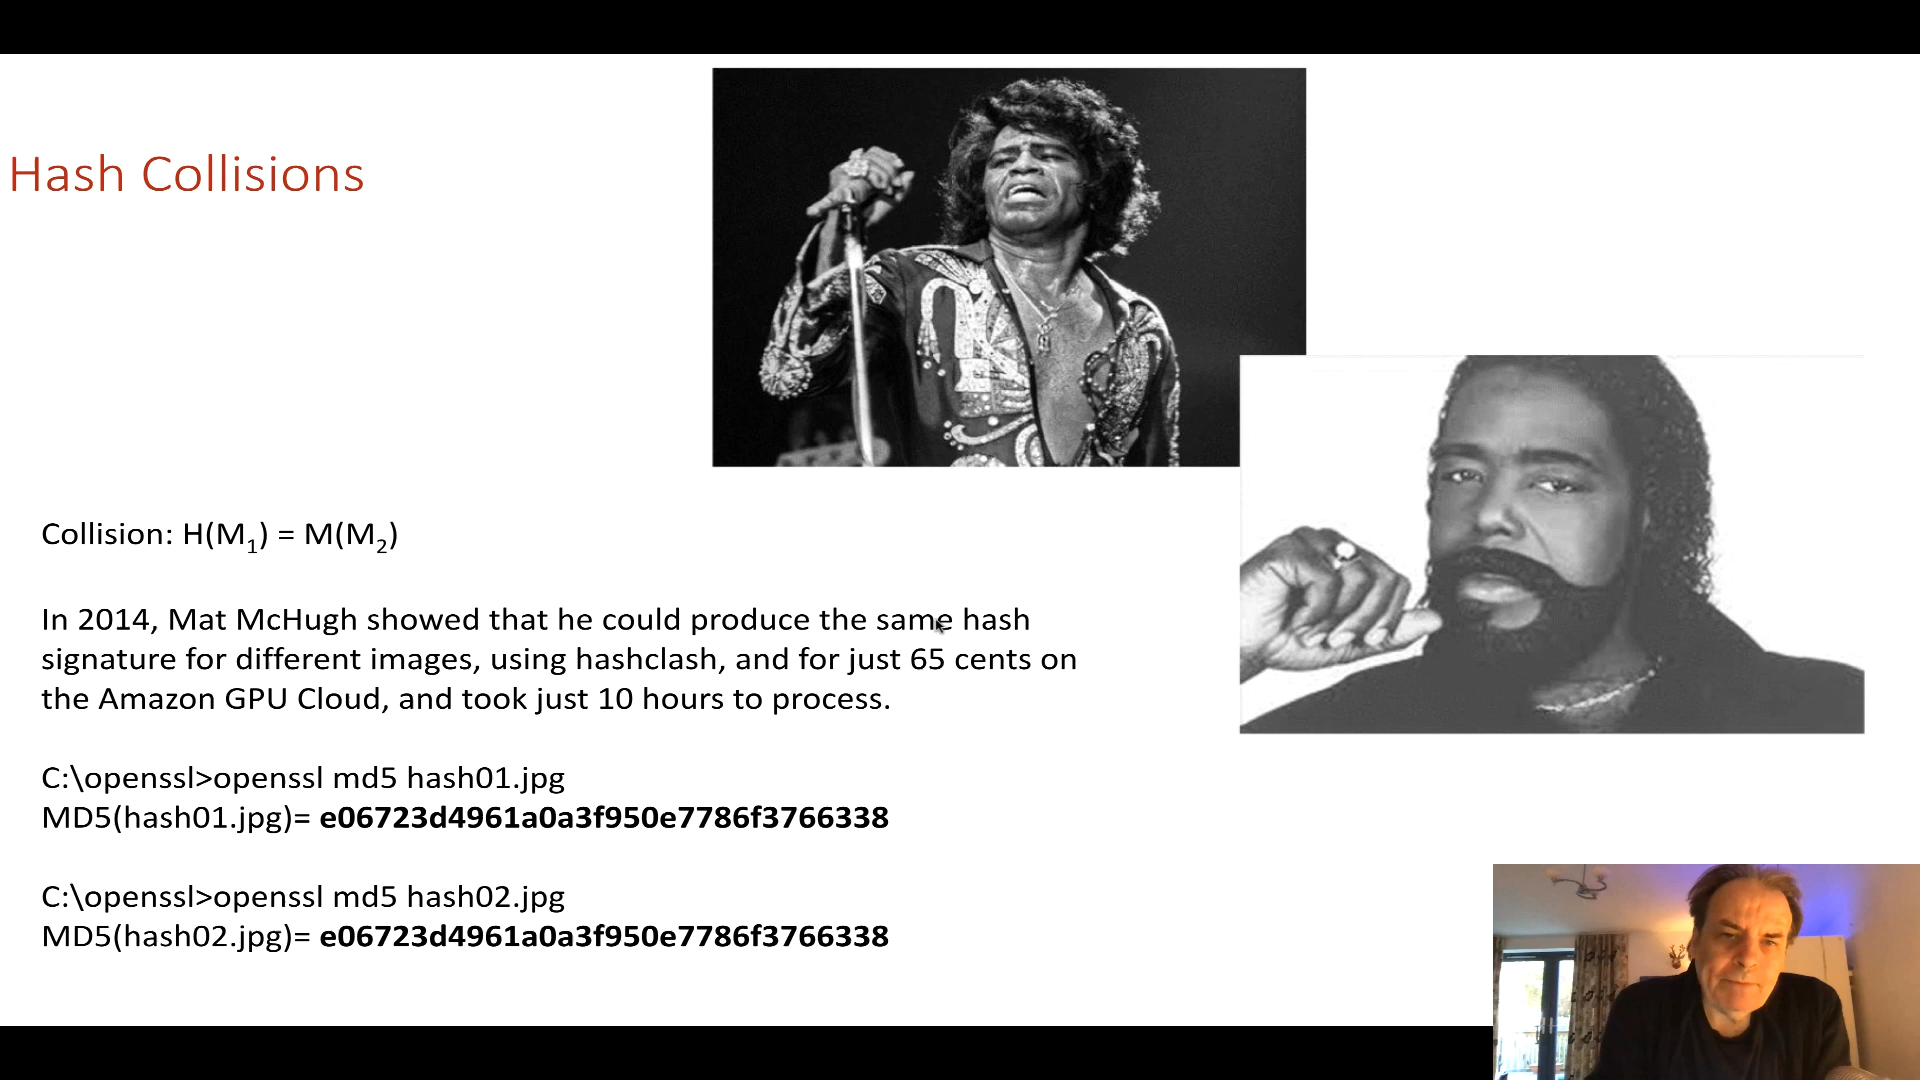 Hash Collisions
Collision: H(M₁) = M(M₂)
In 2014, Mat McHugh showed that he could produce the same hash
signature for different images, using hashclash, and for just 65 cents on
the Amazon GPU Cloud, and took just 10 hours to process.
C:\openssl>openssl md5 hash01.jpg
MD5(hash01.jpg)= e06723d4961a0a3f950e7786f3766338
C:\openssl>openssl md5 hash02.jpg
MD5(hash02.jpg)= e06723d4961a0a3f950e7786f3766338